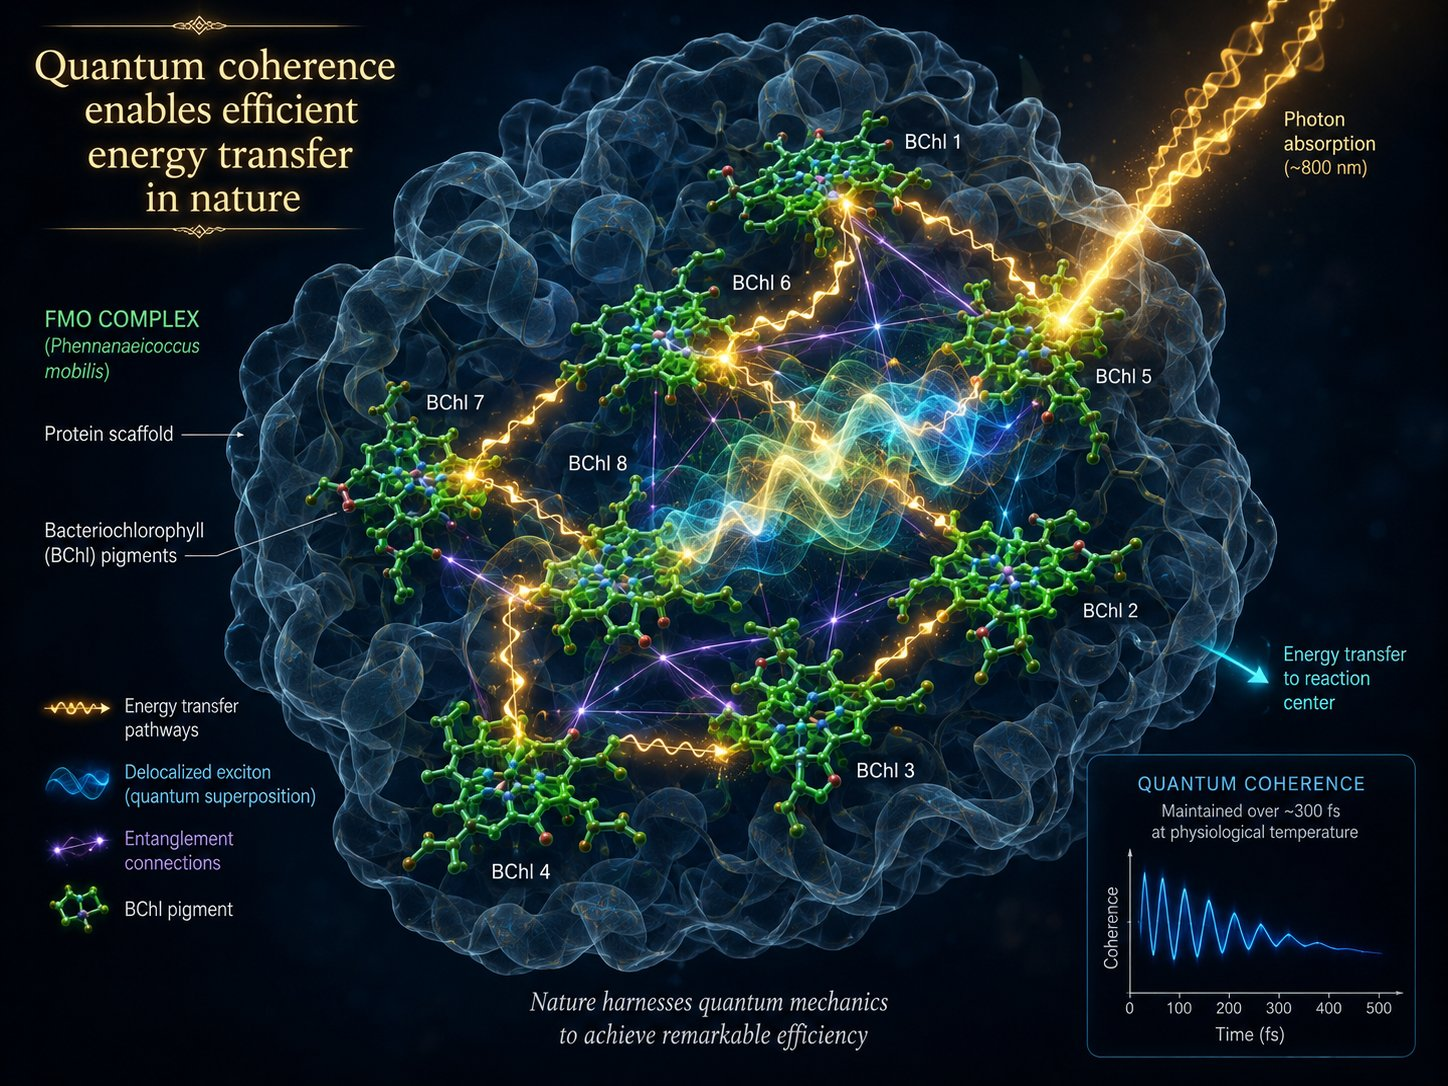 Quantum coherence
enables efficient
energy transfer
in nature
Photon
absorption
(~800 nm)
BChl 1
BChl 6
BChl 5
FMO COMPLEX
(Phennanaeicoccus
mobilis)
BChl 7
Protein scaffold
BChl 8
Bacteriochlorophyll
(BChl) pigments
BChl 2
Energy transfer
to reaction
center
Energy transfer
pathways
Delocalized exciton
(quantum superposition)
Entanglement
connections
BChl pigment
BChl 3
BChl 4
QUANTUM COHERENCE
Maintained over ~300 fs
at physiological temperature
Coherence
0 100 200 300 400 500
Time (fs)
Nature harnesses quantum mechanics
to achieve remarkable efficiency